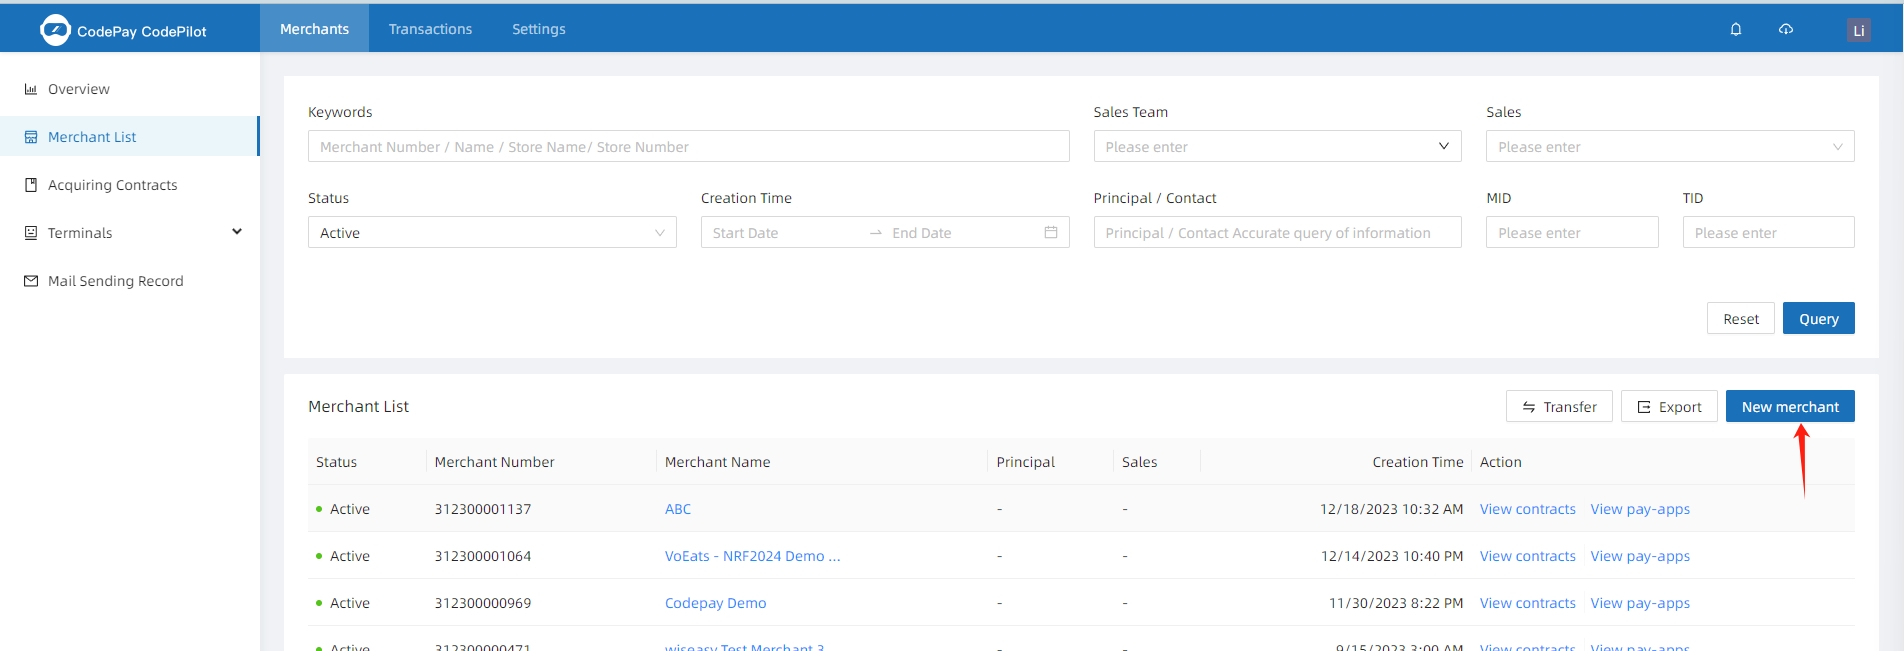 CodePay CodePilot
Merchants Transactions Settings
Li
Overview
Merchant List
Acquiring Contracts
Terminals
Mail Sending Record
Keywords Sales Team Sales
Merchant Number / Name / Store Name/ Store Number Please enter Please enter
Status Creation Time Principal / Contact MID TID
Active Start Date End Date Principal / Contact Accurate query of information Please enter Please enter
Reset Query
Merchant List Transfer Export New merchant
Status Merchant Number Merchant Name Principal Sales Creation Time Action
Active 312300001137 ABC - - 12/18/2023 10:32 AM View contracts View pay-apps
Active 312300001064 VoEats - NRF2024 Demo ... - - 12/14/2023 10:40 PM View contracts View pay-apps
Active 312300000969 Codepay Demo - - 11/30/2023 8:22 PM View contracts View pay-apps
Active 312300000471 wiseasy Test Merchant 3 - - 9/15/2023 3:00 AM View contracts View pay-apps